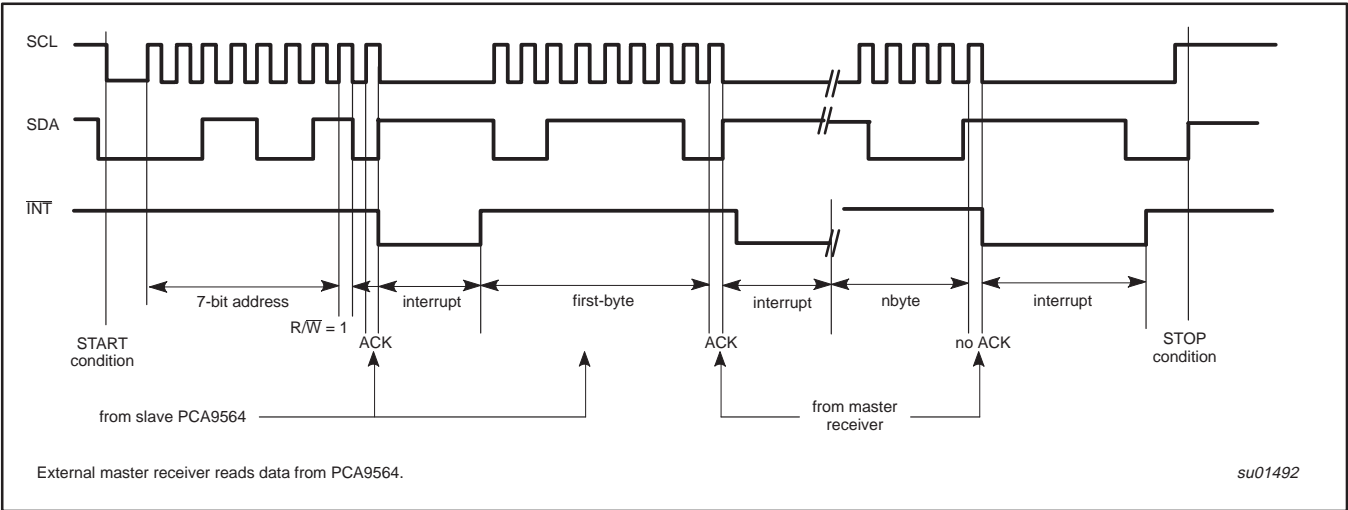 SCL
SDA
INT
7-bit address
interrupt
first-byte
interrupt
nbyte
interrupt
R/W = 1
START
condition
ACK
ACK
no ACK
STOP
condition
from slave PCA9564
from master
receiver
External master receiver reads data from PCA9564.
su01492